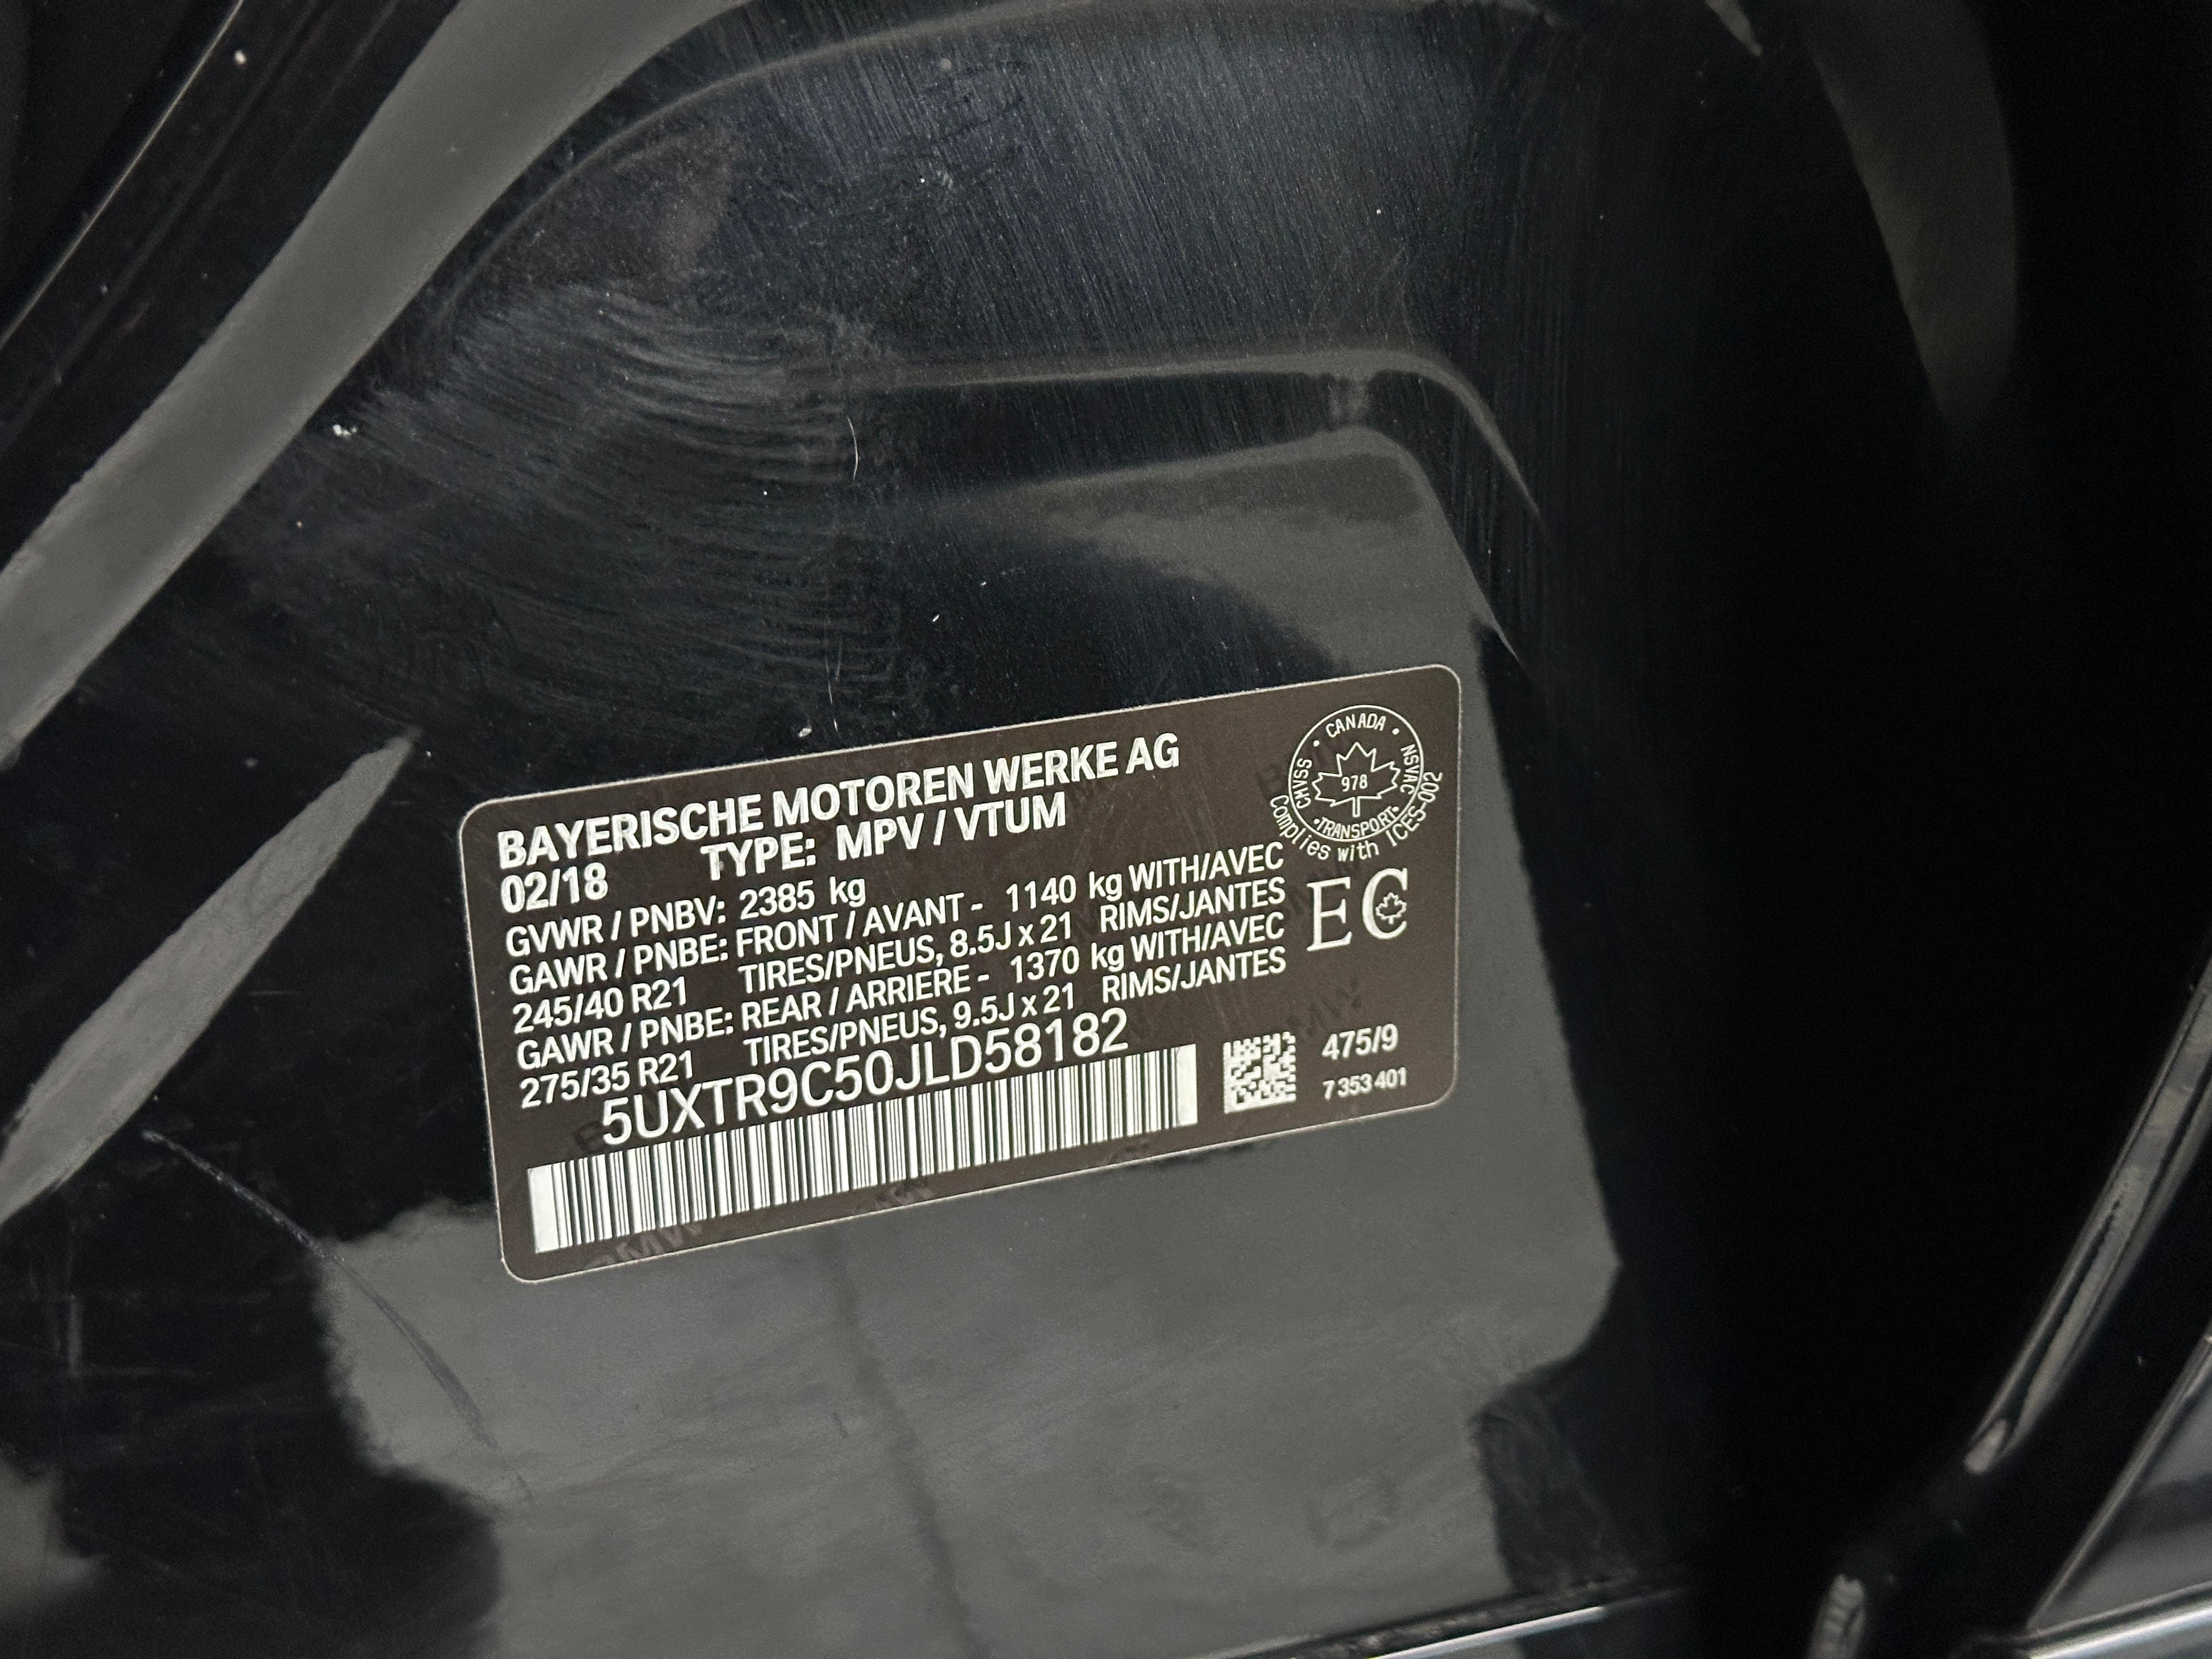 BAYERISCHE MOTOREN WERKE AG
02/18 TYPE: MPV / VTUM
GVWR / PNBV: 2385 kg
GAWR / PNBE: FRONT / AVANT - 1140 kg WITH/AVEC
245/40 R21 TIRES/PNEUS, 8.5J x 21 RIMS/JANTES
GAWR / PNBE: REAR / ARRIERE - 1370 kg WITH/AVEC
275/35 R21 TIRES/PNEUS, 9.5J x 21 RIMS/JANTES
5UXTR9C50JLD58182
CANADA
CMVSS
978
NSVAC
TRANSPORT
Complies with ICES-002
EC
475/9
7 353 401
BMW